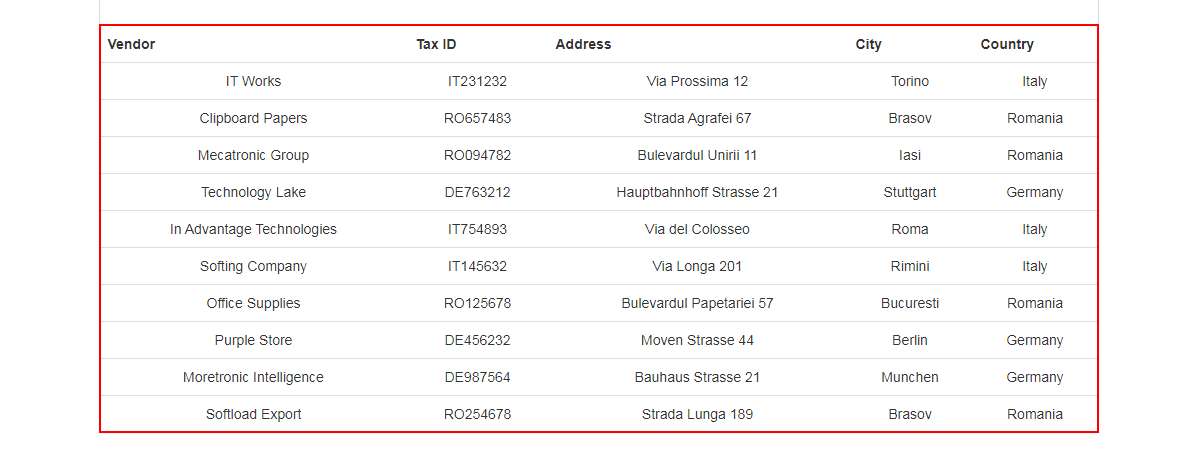 Vendor Tax ID Address City Country
IT Works IT231232 Via Prossima 12 Torino Italy
Clipboard Papers RO657483 Strada Agrafei 67 Brasov Romania
Mecatronic Group RO094782 Bulevardul Unirii 11 Iasi Romania
Technology Lake DE763212 Hauptbahnhoff Strasse 21 Stuttgart Germany
In Advantage Technologies IT754893 Via del Colosseo Roma Italy
Softing Company IT145632 Via Longa 201 Rimini Italy
Office Supplies RO125678 Bulevardul Papetariei 57 Bucuresti Romania
Purple Store DE456232 Moven Strasse 44 Berlin Germany
Moretronic Intelligence DE987564 Bauhaus Strasse 21 Munchen Germany
Softload Export RO254678 Strada Lunga 189 Brasov Romania